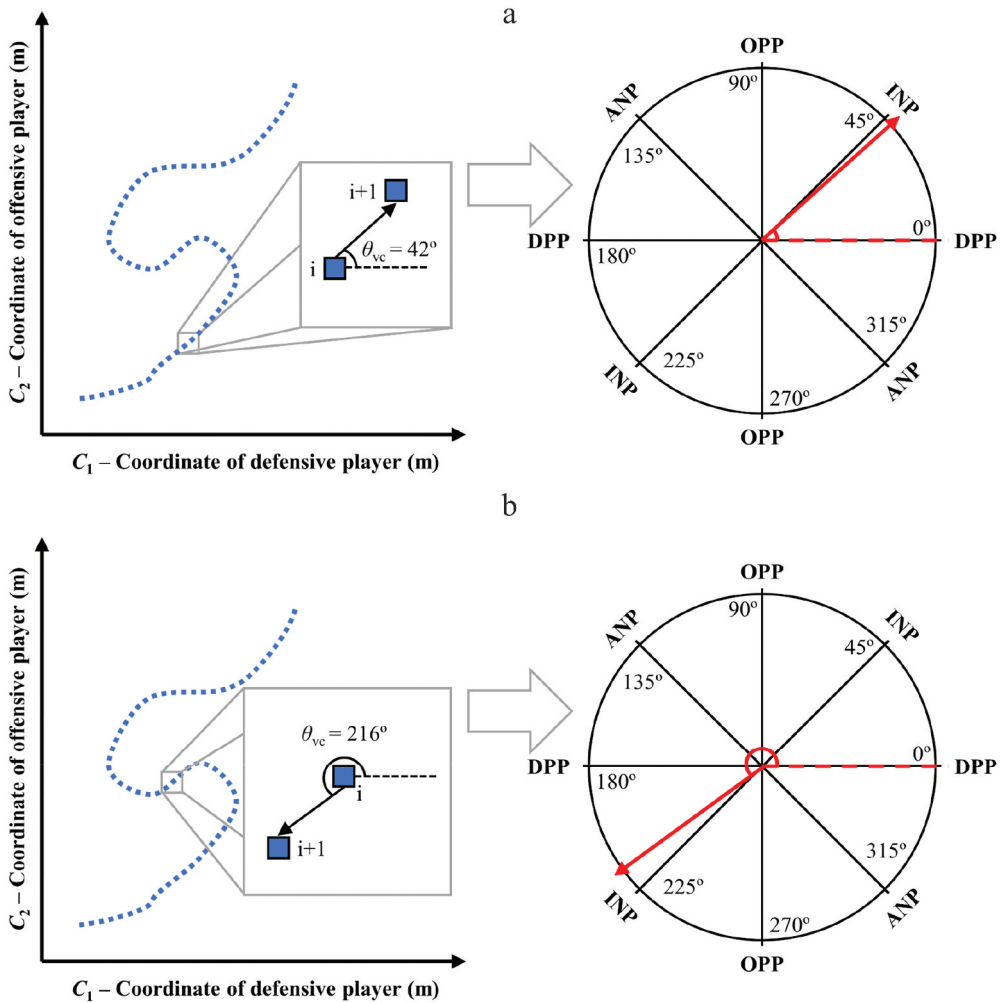 a
C₂ – Coordinate of offensive player (m)
i+1
θvc = 42º
i
C₁ – Coordinate of defensive player (m)
OPP
90º
ANP
INP
135º
45º
DPP
180º
0º
DPP
225º
315º
INP
ANP
270º
OPP
b
C₂ – Coordinate of offensive player (m)
θvc = 216º
i
i+1
C₁ – Coordinate of defensive player (m)
OPP
90º
ANP
INP
135º
45º
DPP
180º
0º
DPP
225º
315º
INP
ANP
270º
OPP